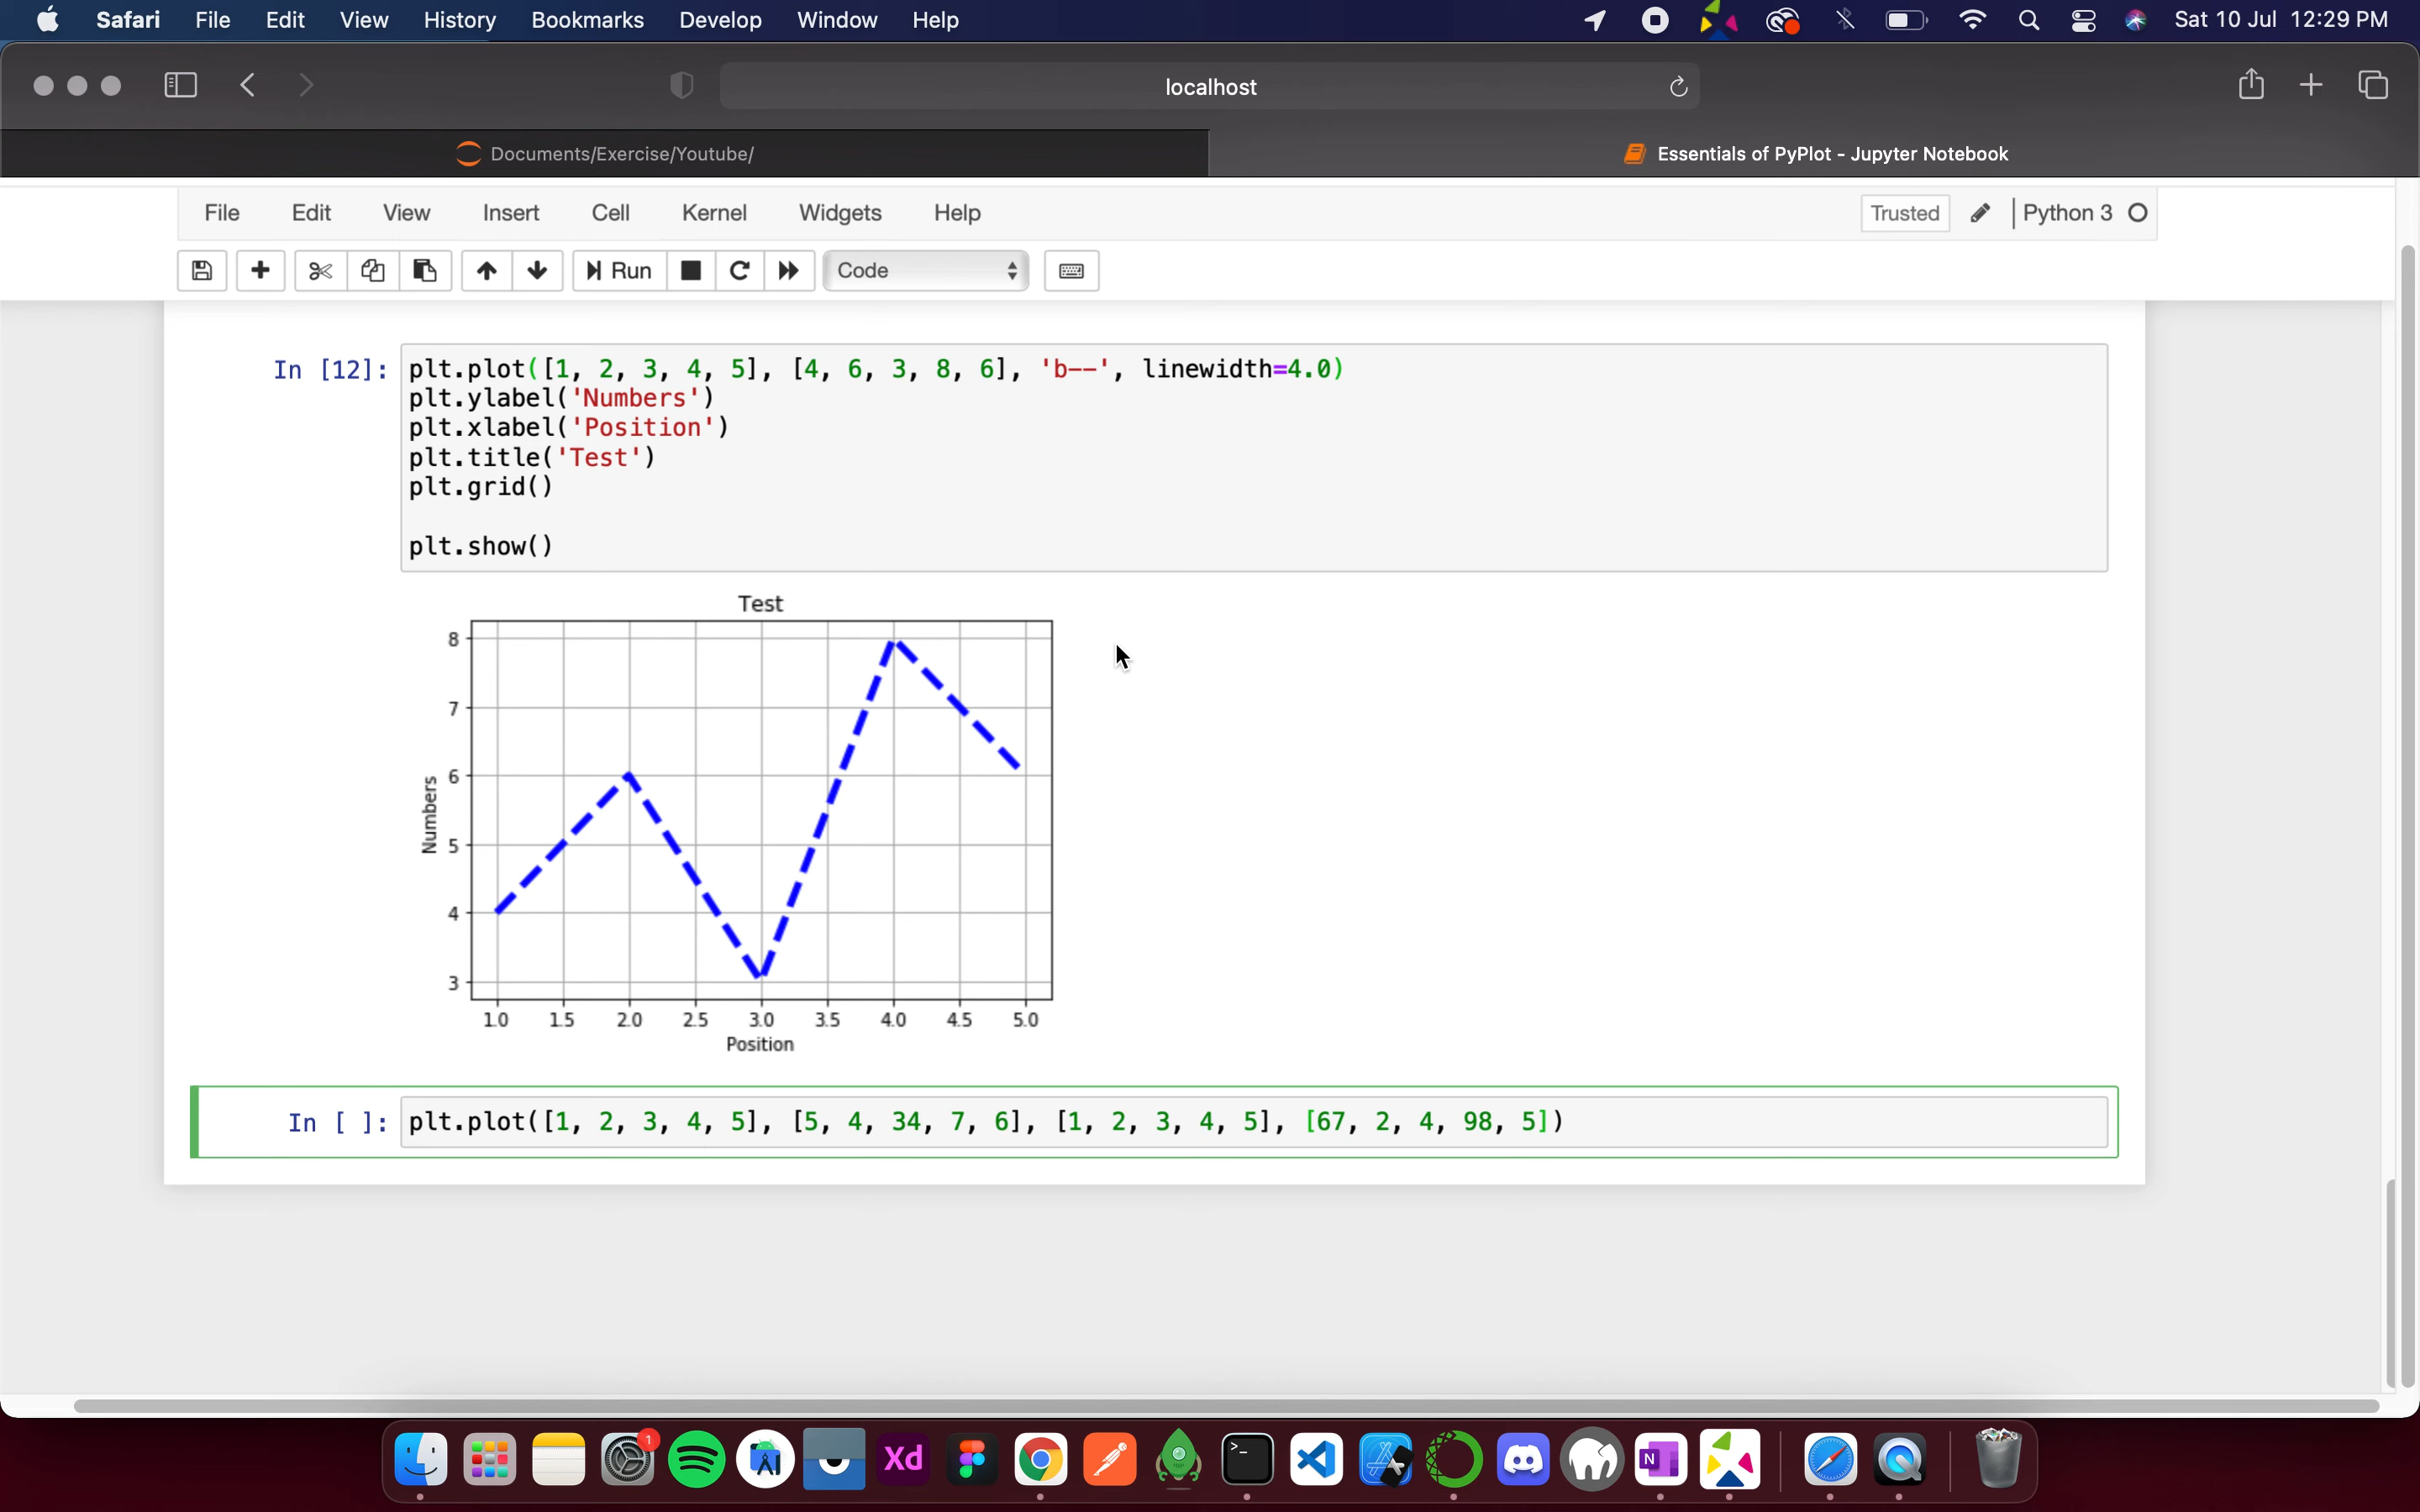 Safari File Edit View History Bookmarks Develop Window Help Sat 10 Jul 12:29 PM
localhost
Documents/Exercise/Youtube/ Essentials of PyPlot - Jupyter Notebook
File Edit View Insert Cell Kernel Widgets Help Trusted Python 3
Run Code
In [12]: plt.plot([1, 2, 3, 4, 5], [4, 6, 3, 8, 6], 'b--', linewidth=4.0)
plt.ylabel('Numbers')
plt.xlabel('Position')
plt.title('Test')
plt.grid()
plt.show()
Test
8
7
6
5
4
3
Numbers
1.0 1.5 2.0 2.5 3.0 3.5 4.0 4.5 5.0
Position
In [ ]: plt.plot([1, 2, 3, 4, 5], [5, 4, 34, 7, 6], [1, 2, 3, 4, 5], [67, 2, 4, 98, 5])
1
Xd
N